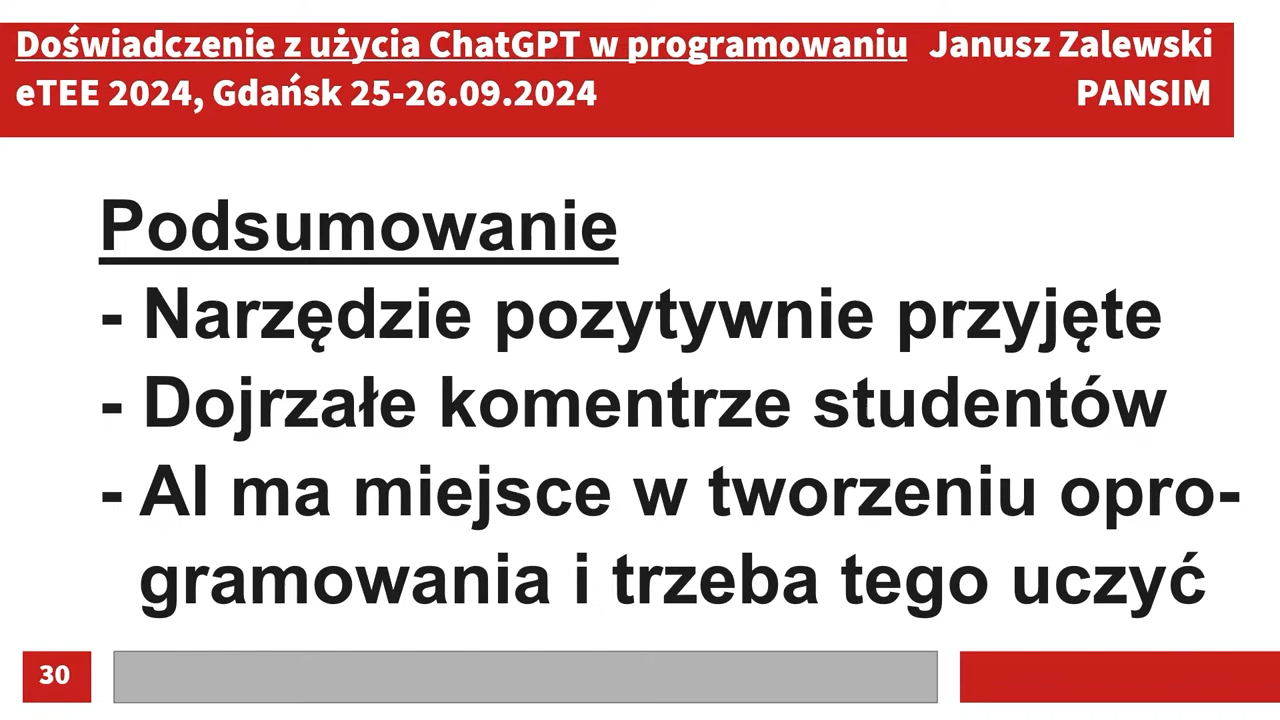 Doświadczenie z użycia ChatGPT w programowaniu Janusz Zalewski
eTEE 2024, Gdańsk 25-26.09.2024 PANSIM
Podsumowanie
- Narzędzie pozytywnie przyjęte
- Dojrzałe komentrze studentów
- AI ma miejsce w tworzeniu opro-
gramowania i trzeba tego uczyć
30